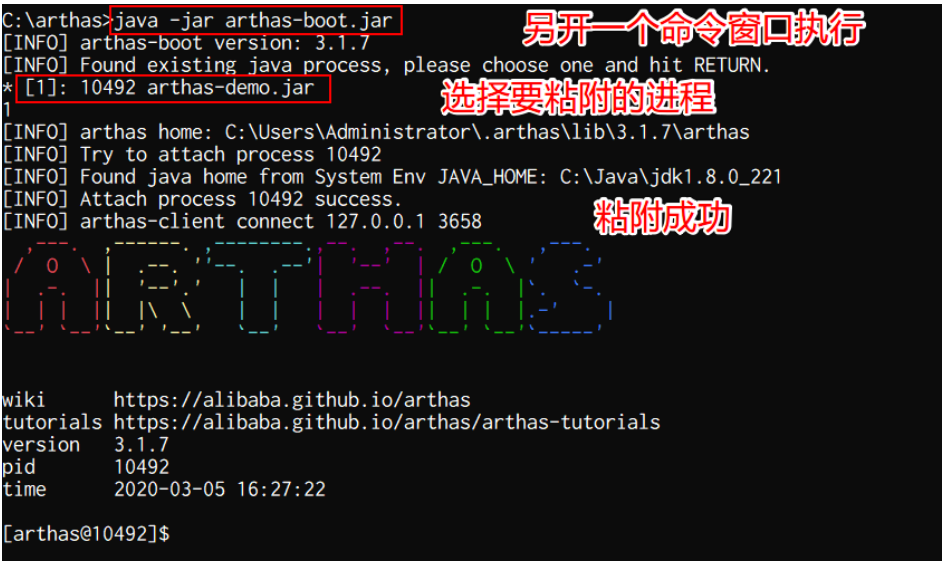 C:\arthas>java -jar arthas-boot.jar
另开一个命令窗口执行
[INFO] arthas-boot version: 3.1.7
[INFO] Found existing java process, please choose one and hit RETURN.
* [1]: 10492 arthas-demo.jar
选择要粘附的进程
1
[INFO] arthas home: C:\Users\Administrator\.arthas\lib\3.1.7\arthas
[INFO] Try to attach process 10492
[INFO] Found java home from System Env JAVA_HOME: C:\Java\jdk1.8.0_221
[INFO] Attach process 10492 success.
[INFO] arthas-client connect 127.0.0.1 3658
粘附成功
ARTHAS
wiki https://alibaba.github.io/arthas
tutorials https://alibaba.github.io/arthas/arthas-tutorials
version 3.1.7
pid 10492
time 2020-03-05 16:27:22
[arthas@10492]$